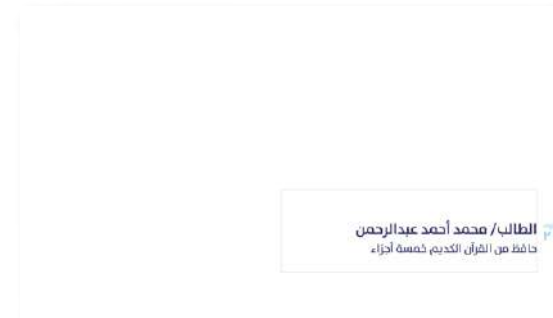 الطالب/ محمد أحمد عبدالرحمن
حافظ من القرآن الكريم خمسة أجزاء